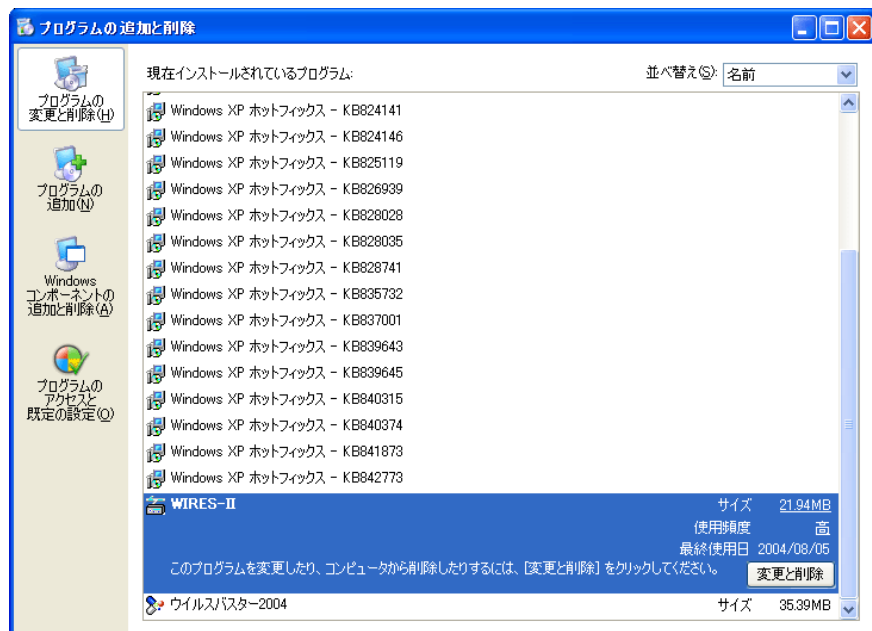 プログラムの追加と削除
プログラムの
変更と削除(H)
プログラムの
追加(N)
Windows
コンポーネントの
追加と削除(A)
プログラムの
アクセスと
既定の設定(O)
現在インストールされているプログラム:
並べ替え(S): 名前
Windows XP ホットフィックス - KB824141
Windows XP ホットフィックス - KB824146
Windows XP ホットフィックス - KB825119
Windows XP ホットフィックス - KB826939
Windows XP ホットフィックス - KB828028
Windows XP ホットフィックス - KB828035
Windows XP ホットフィックス - KB828741
Windows XP ホットフィックス - KB835732
Windows XP ホットフィックス - KB837001
Windows XP ホットフィックス - KB839643
Windows XP ホットフィックス - KB839645
Windows XP ホットフィックス - KB840315
Windows XP ホットフィックス - KB840374
Windows XP ホットフィックス - KB841873
Windows XP ホットフィックス - KB842773
WIRES-II サイズ 21.94MB
使用頻度 高
最終使用日 2004/08/05
このプログラムを変更したり、コンピュータから削除したりするには、[変更と削除] をクリックしてください。 変更と削除
ウイルスバスター2004 サイズ 35.39MB